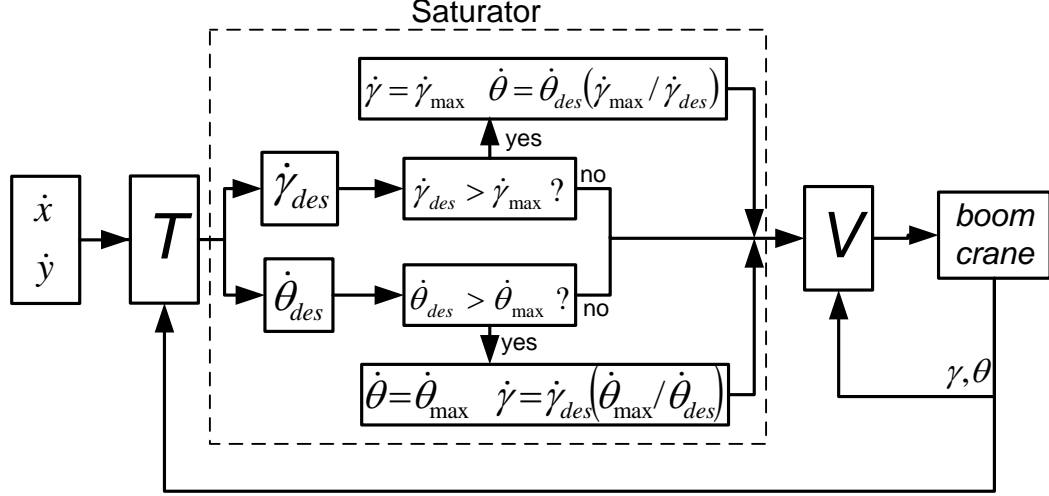 Saturator
γ̇ = γ̇max θ̇ = θ̇des(γ̇max / γ̇des)
yes
ẋ
ẏ
T
γ̇des
γ̇des > γ̇max ?
no
θ̇des
θ̇des > θ̇max ?
no
yes
θ̇ = θ̇max γ̇ = γ̇des(θ̇max / θ̇des)
V
boom
crane
γ,θ